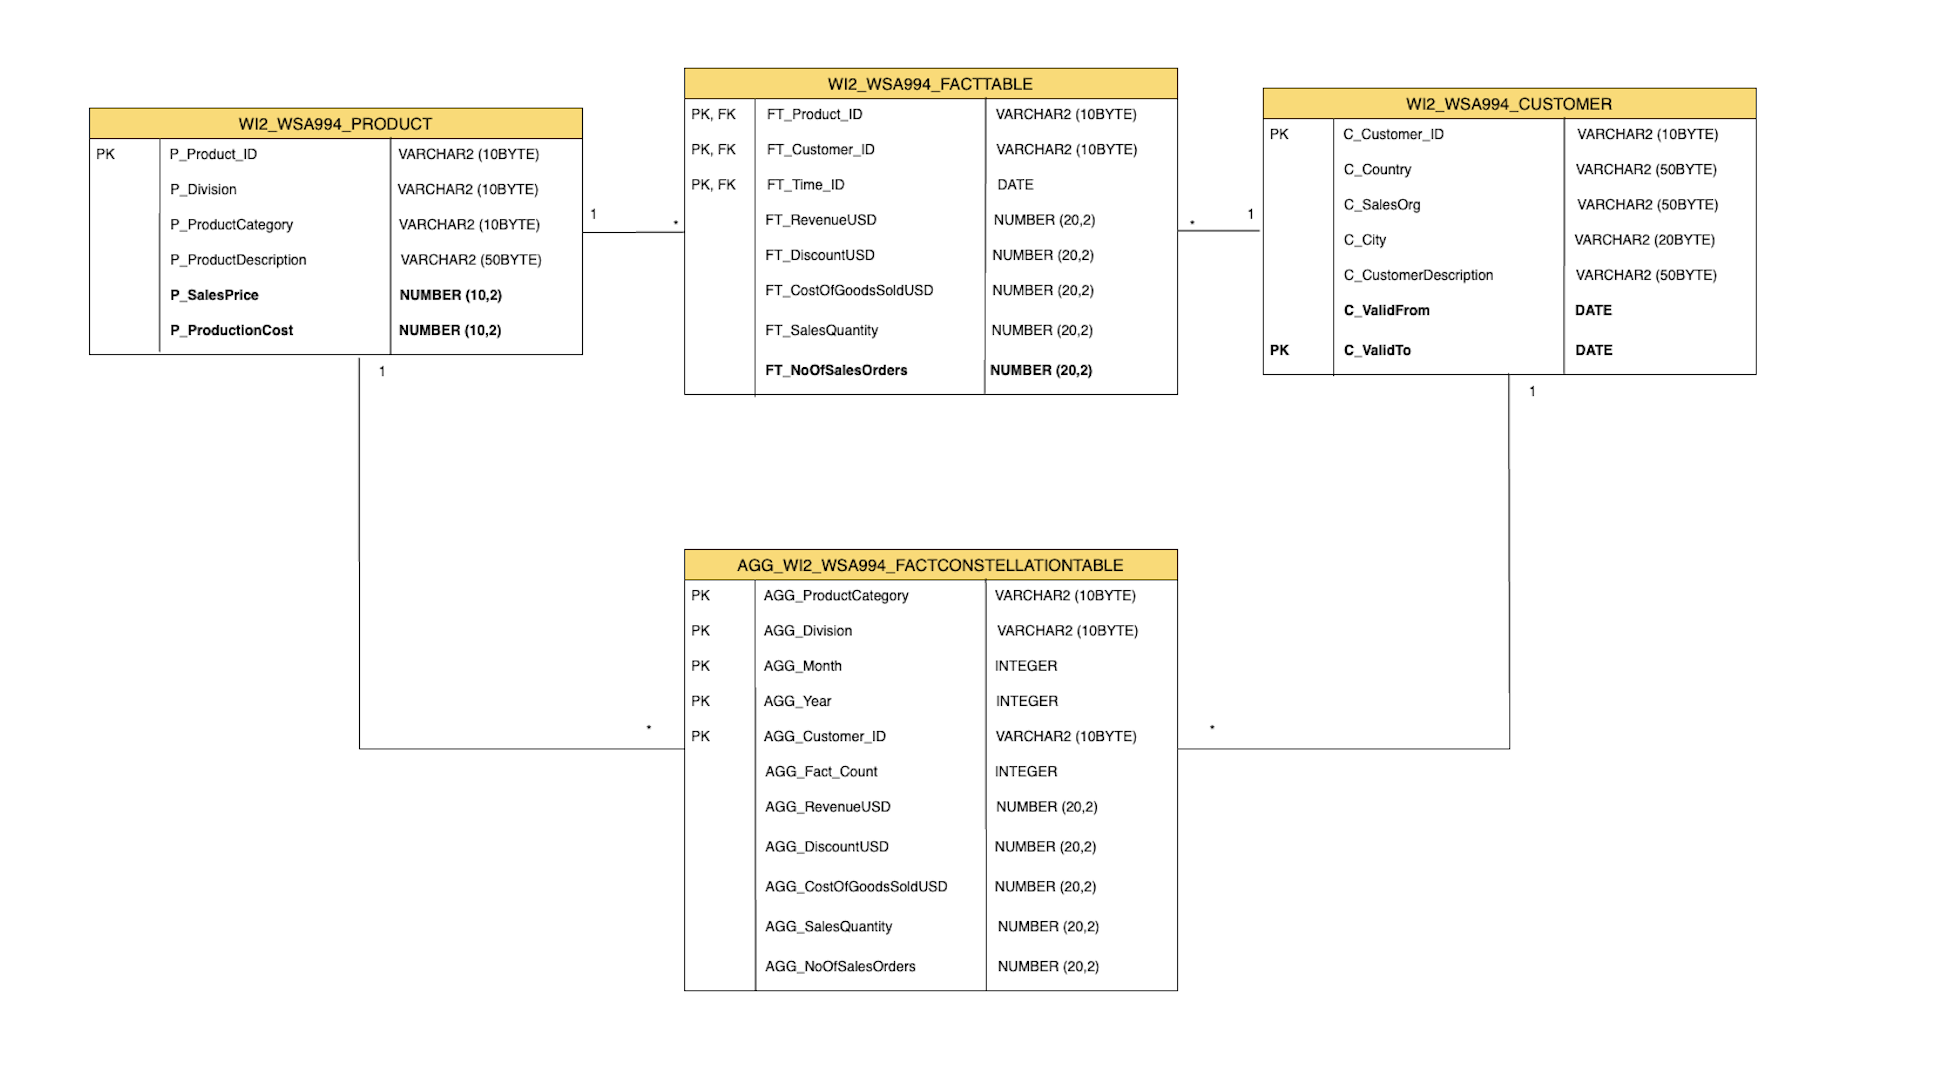 WI2_WSA994_PRODUCT
PK P_Product_ID VARCHAR2 (10BYTE)
P_Division VARCHAR2 (10BYTE)
P_ProductCategory VARCHAR2 (10BYTE)
P_ProductDescription VARCHAR2 (50BYTE)
P_SalesPrice NUMBER (10,2)
P_ProductionCost NUMBER (10,2)
1
1
*
WI2_WSA994_FACTTABLE
PK, FK FT_Product_ID VARCHAR2 (10BYTE)
PK, FK FT_Customer_ID VARCHAR2 (10BYTE)
PK, FK FT_Time_ID DATE
FT_RevenueUSD NUMBER (20,2)
FT_DiscountUSD NUMBER (20,2)
FT_CostOfGoodsSoldUSD NUMBER (20,2)
FT_SalesQuantity NUMBER (20,2)
FT_NoOfSalesOrders NUMBER (20,2)
*
1
WI2_WSA994_CUSTOMER
PK C_Customer_ID VARCHAR2 (10BYTE)
C_Country VARCHAR2 (50BYTE)
C_SalesOrg VARCHAR2 (50BYTE)
C_City VARCHAR2 (20BYTE)
C_CustomerDescription VARCHAR2 (50BYTE)
C_ValidFrom DATE
PK C_ValidTo DATE
1
AGG_WI2_WSA994_FACTCONSTELLATIONTABLE
PK AGG_ProductCategory VARCHAR2 (10BYTE)
PK AGG_Division VARCHAR2 (10BYTE)
PK AGG_Month INTEGER
PK AGG_Year INTEGER
PK AGG_Customer_ID VARCHAR2 (10BYTE)
AGG_Fact_Count INTEGER
AGG_RevenueUSD NUMBER (20,2)
AGG_DiscountUSD NUMBER (20,2)
AGG_CostOfGoodsSoldUSD NUMBER (20,2)
AGG_SalesQuantity NUMBER (20,2)
AGG_NoOfSalesOrders NUMBER (20,2)
*
*